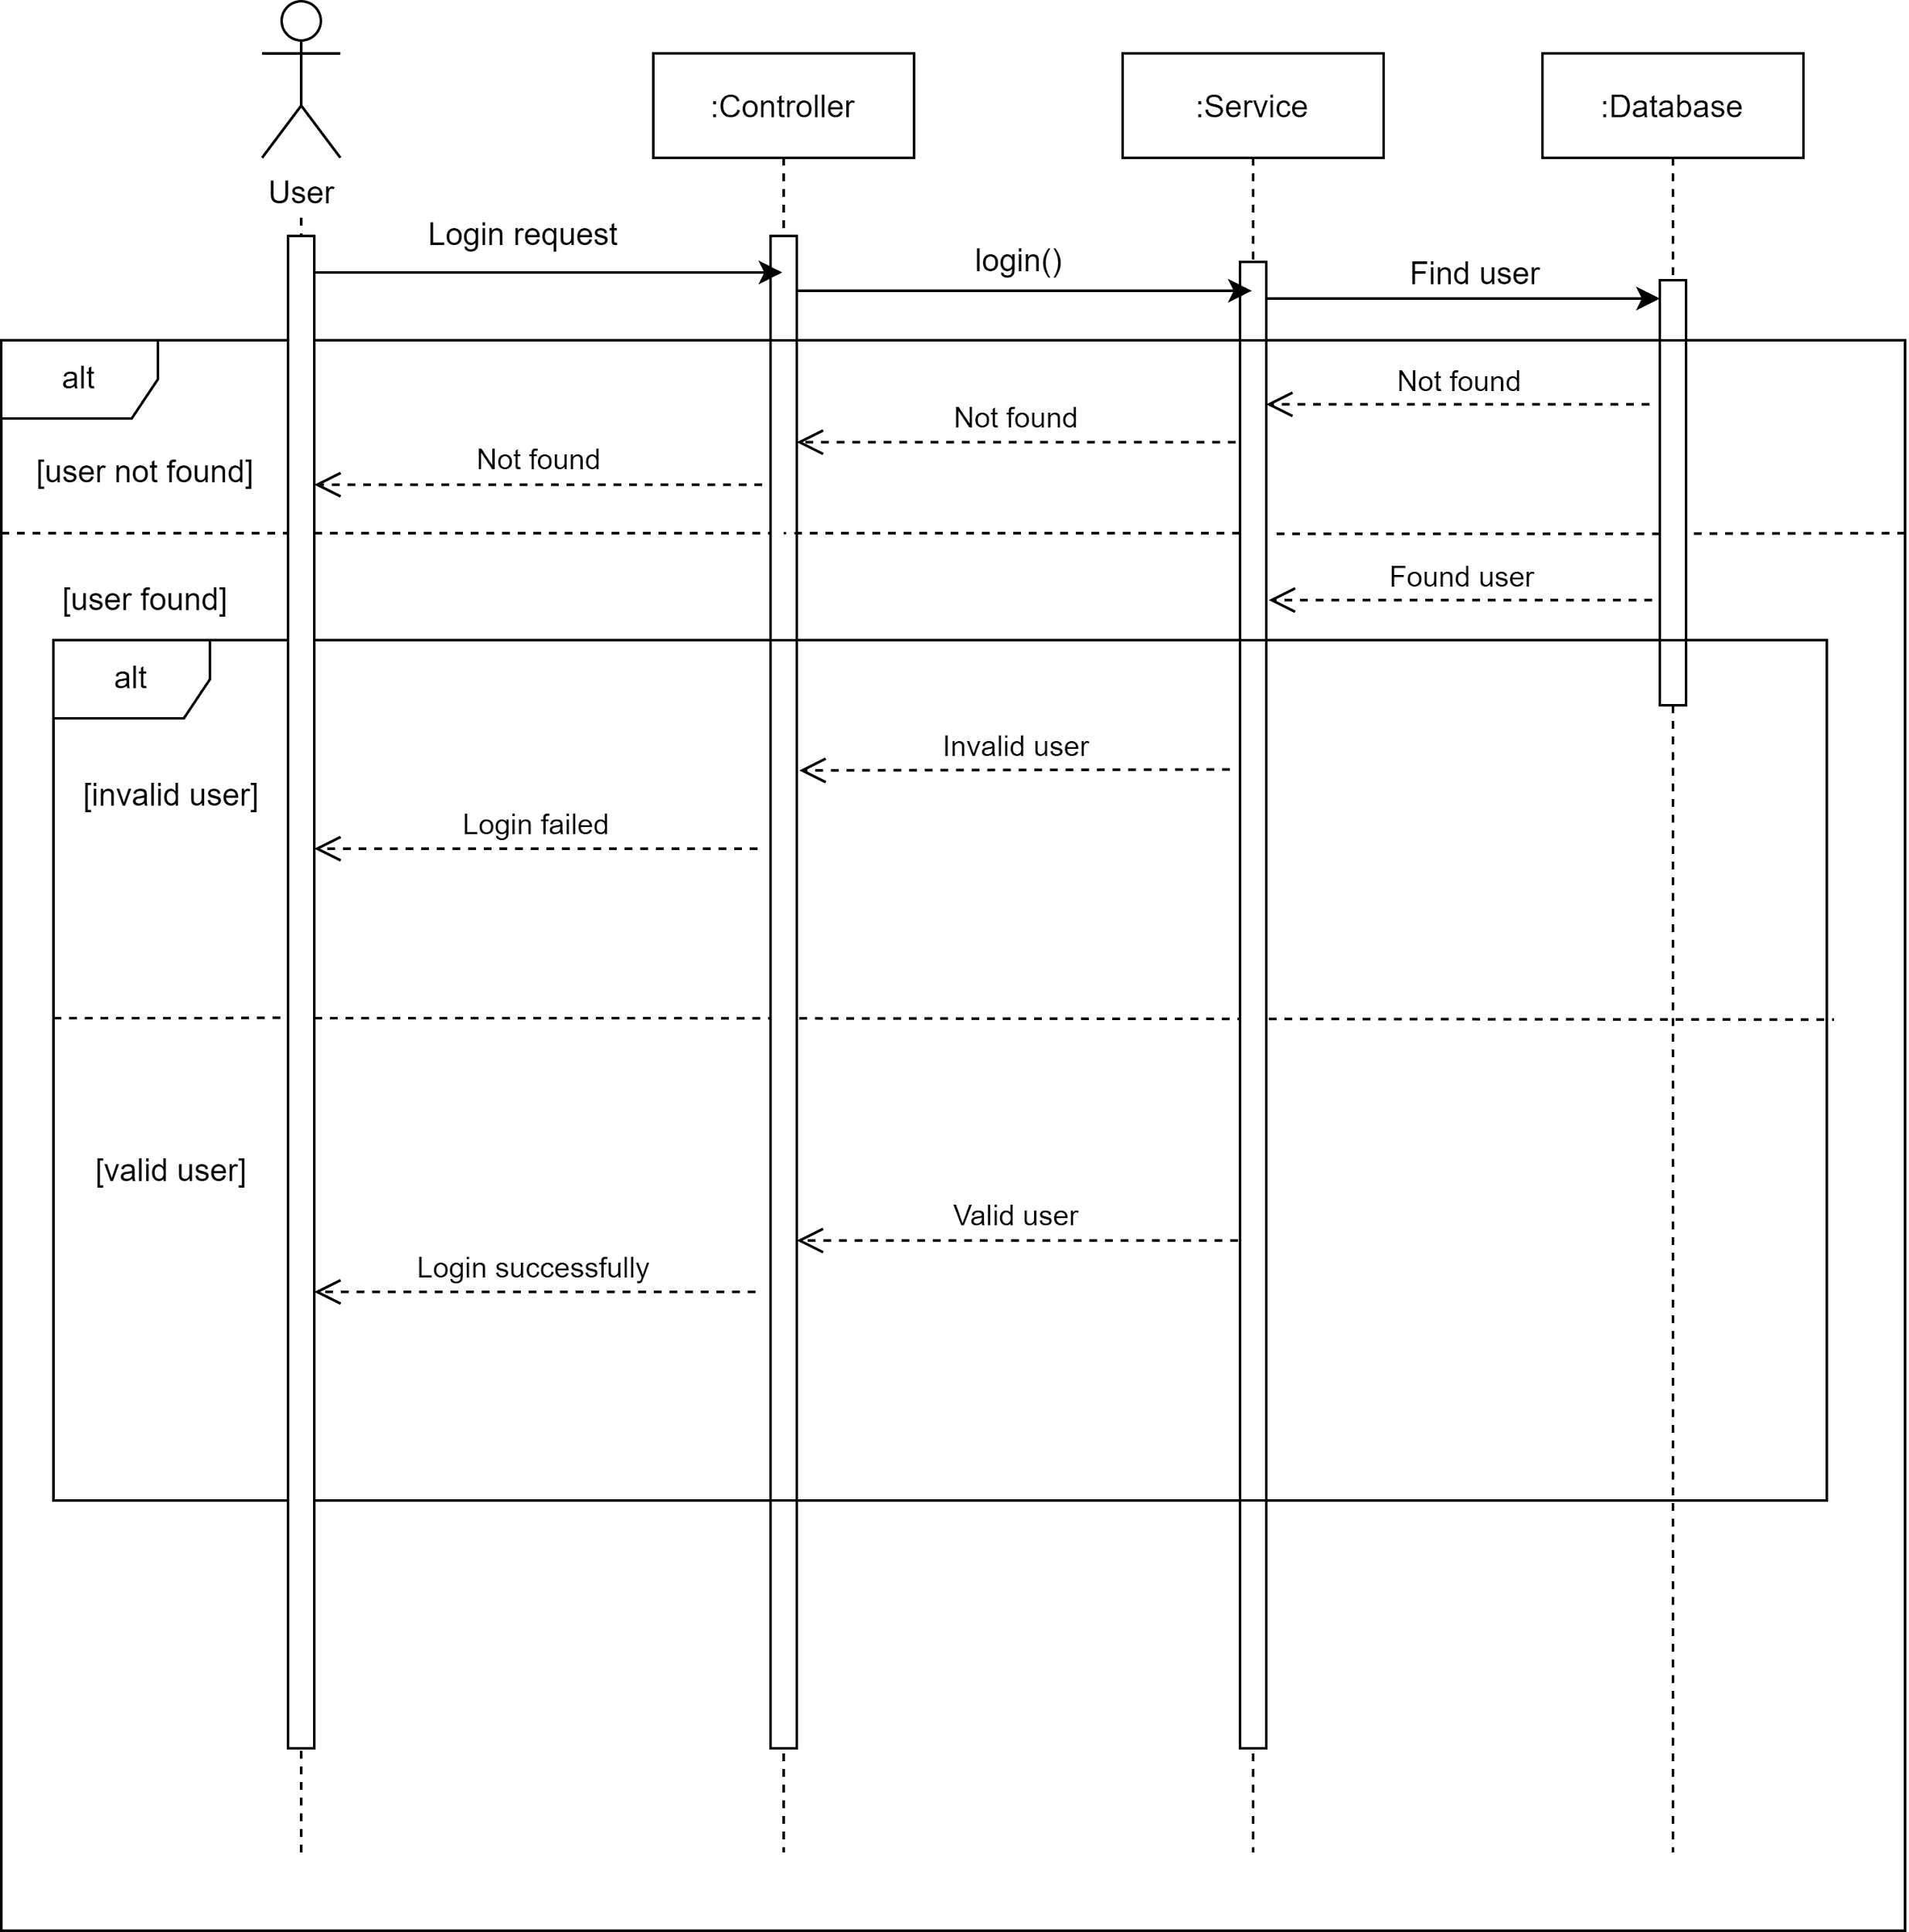 :Controller
:Service
:Database
User
Login request
login()
Find user
alt
Not found
Not found
Not found
[user not found]
Found user
[user found]
alt
Invalid user
[invalid user]
Login failed
[valid user]
Valid user
Login successfully